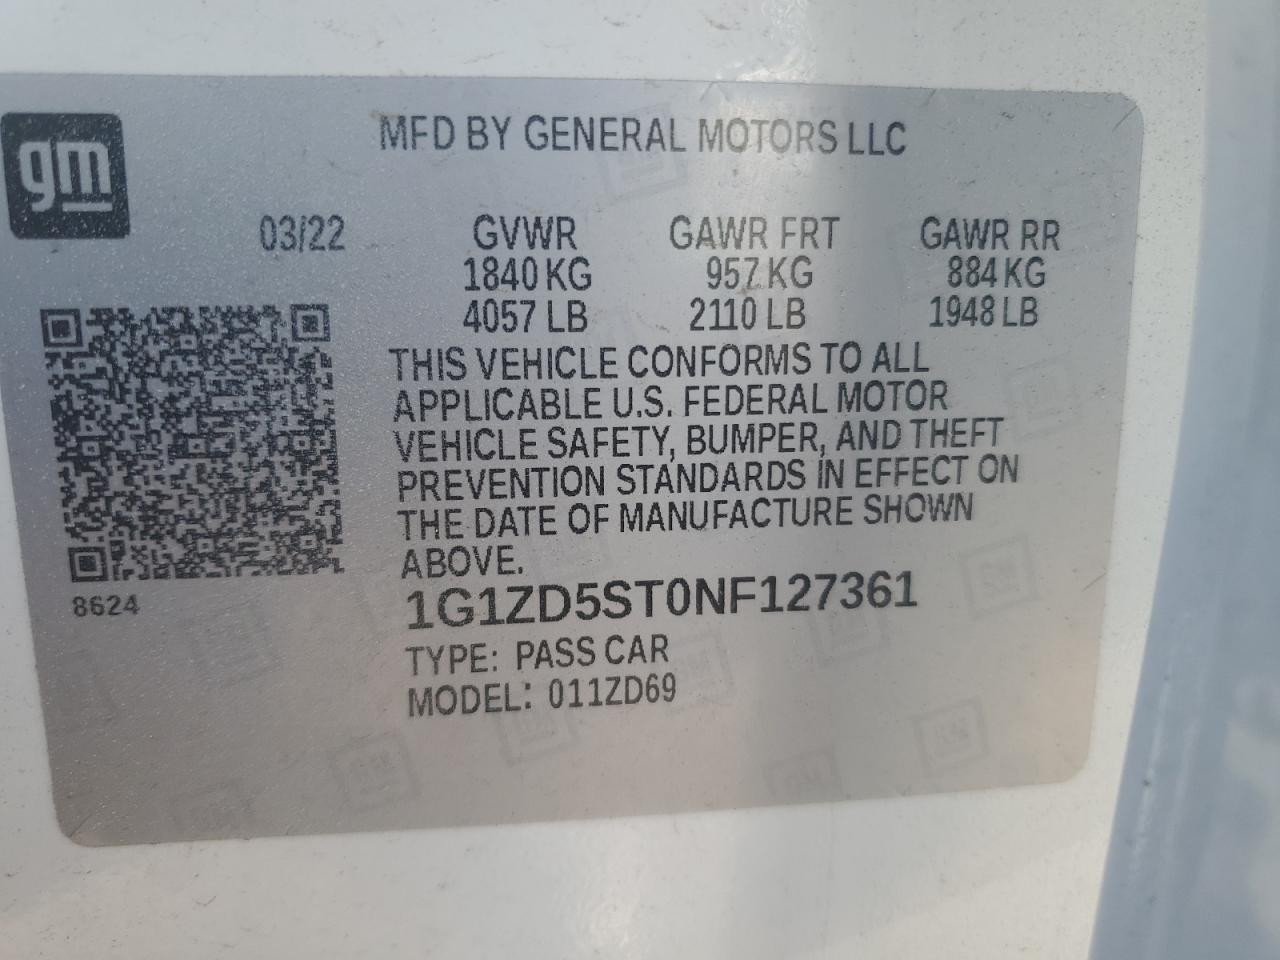 gm
MFD BY GENERAL MOTORS LLC
03/22 GVWR GAWR FRT GAWR RR
1840 KG 957 KG 884 KG
4057 LB 2110 LB 1948 LB
THIS VEHICLE CONFORMS TO ALL
APPLICABLE U.S. FEDERAL MOTOR
VEHICLE SAFETY, BUMPER, AND THEFT
PREVENTION STANDARDS IN EFFECT ON
THE DATE OF MANUFACTURE SHOWN
ABOVE.
8624
1G1ZD5ST0NF127361
TYPE: PASS CAR
MODEL: 011ZD69